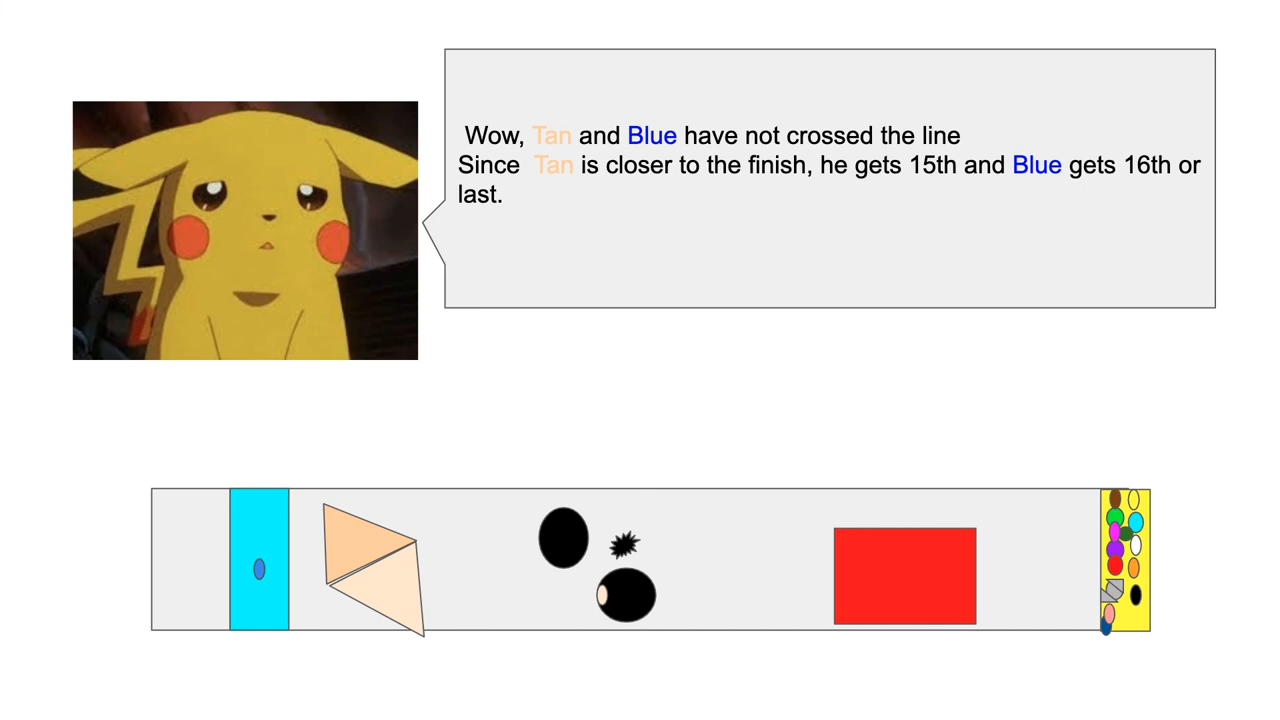 Wow, Tan and Blue have not crossed the line
Since Tan is closer to the finish, he gets 15th and Blue gets 16th or
last.